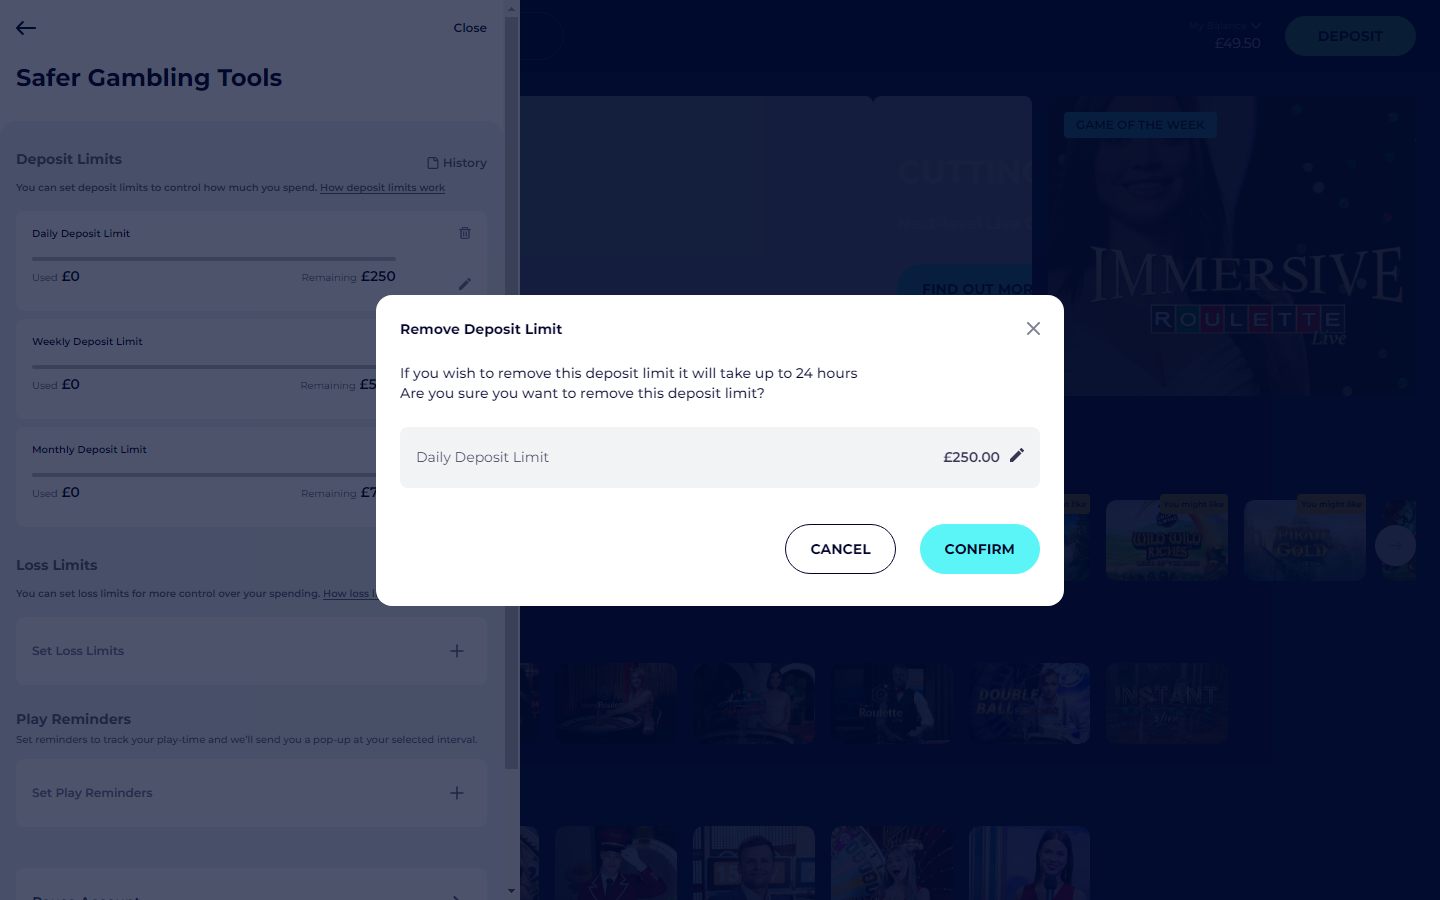 Close
Safer Gambling Tools
Deposit Limits
History
You can set deposit limits to control how much you spend. How deposit limits work
Daily Deposit Limit
Used £0
Remaining £250
Weekly Deposit Limit
Used £0
Remaining
Monthly Deposit Limit
Used £0
Remaining
Loss Limits
You can set loss limits for more control over your spending. How loss
Set Loss Limits
Play Reminders
Set reminders to track your play-time and we'll send you a pop-up at your selected interval.
Set Play Reminders
My Balance
£49.50
DEPOSIT
CUTTING
FIND OUT MOR
GAME OF THE WEEK
IMMERSIVE
ROULETTE
Live
Remove Deposit Limit
If you wish to remove this deposit limit it will take up to 24 hours
Are you sure you want to remove this deposit limit?
Daily Deposit Limit
£250.00
CANCEL
CONFIRM
You might like
You might like
WILD WILD
RICHES
PIRATE
GOLD
Roulette
DOUBLE
BALL
INSTANT